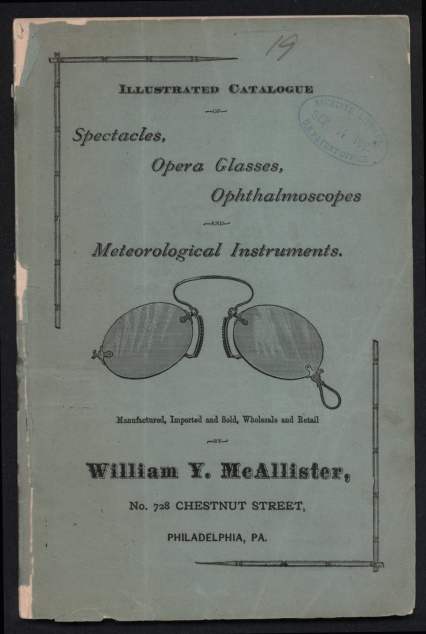 19
ILLUSTRATED CATALOGUE
—OF—
Spectacles,
Opera Glasses,
Ophthalmoscopes
—AND—
Meteorological Instruments.
Manufactured, Imported and Sold, Wholesale and Retail
—BY—
William Y. McAllister,
No. 728 CHESTNUT STREET,
PHILADELPHIA, PA.